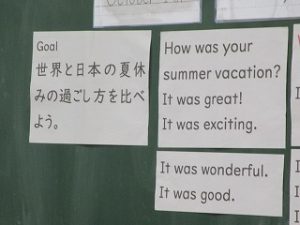 Goal
世界と日本の夏休
みの過ごし方を比べ
よう。
How was your
summer vacation?
It was great!
It was exciting.
It was wonderful.
It was good.